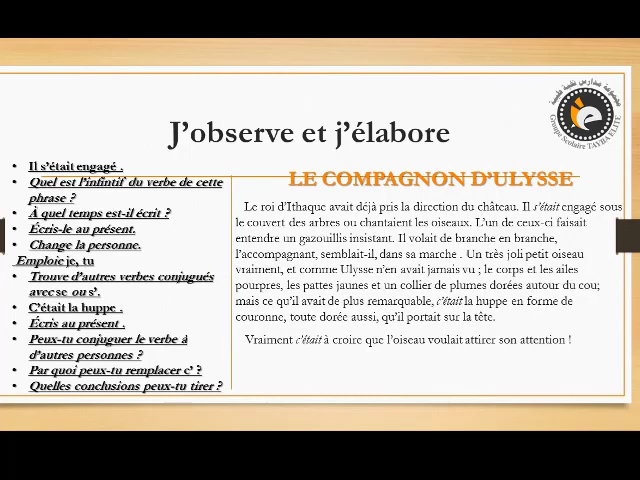 مجموعة مدارس نخبة طيبة
Groupe Scolaire TAYBA ELITE
J'observe et j'élabore
• Il s'était engagé .
• Quel est l'infintif du verbe de cette
phrase ?
• À quel temps est-il écrit ?
• Écris-le au présent.
• Change la personne.
Emploie je, tu
• Trouve d'autres verbes conjugués
avec se ou s'.
• C'était la huppe .
• Écris au présent .
• Peux-tu conjuguer le verbe à
d'autres personnes ?
• Par quoi peux-tu remplacer c' ?
• Quelles conclusions peux-tu tirer ?
LE COMPAGNON D'ULYSSE
Le roi d'Ithaque avait déjà pris la direction du château. Il s'était engagé sous
le couvert des arbres ou chantaient les oiseaux. L'un de ceux-ci faisait
entendre un gazouillis insistant. Il volait de branche en branche,
l'accompagnant, semblait-il, dans sa marche . Un très joli petit oiseau
vraiment, et comme Ulysse n'en avait jamais vu ; le corps et les ailes
pourpres, les pattes jaunes et un collier de plumes dorées autour du cou;
mais ce qu'il avait de plus remarquable, c'était la huppe en forme de
couronne, toute dorée aussi, qu'il portait sur la tête.
Vraiment c'était à croire que l'oiseau voulait attirer son attention !